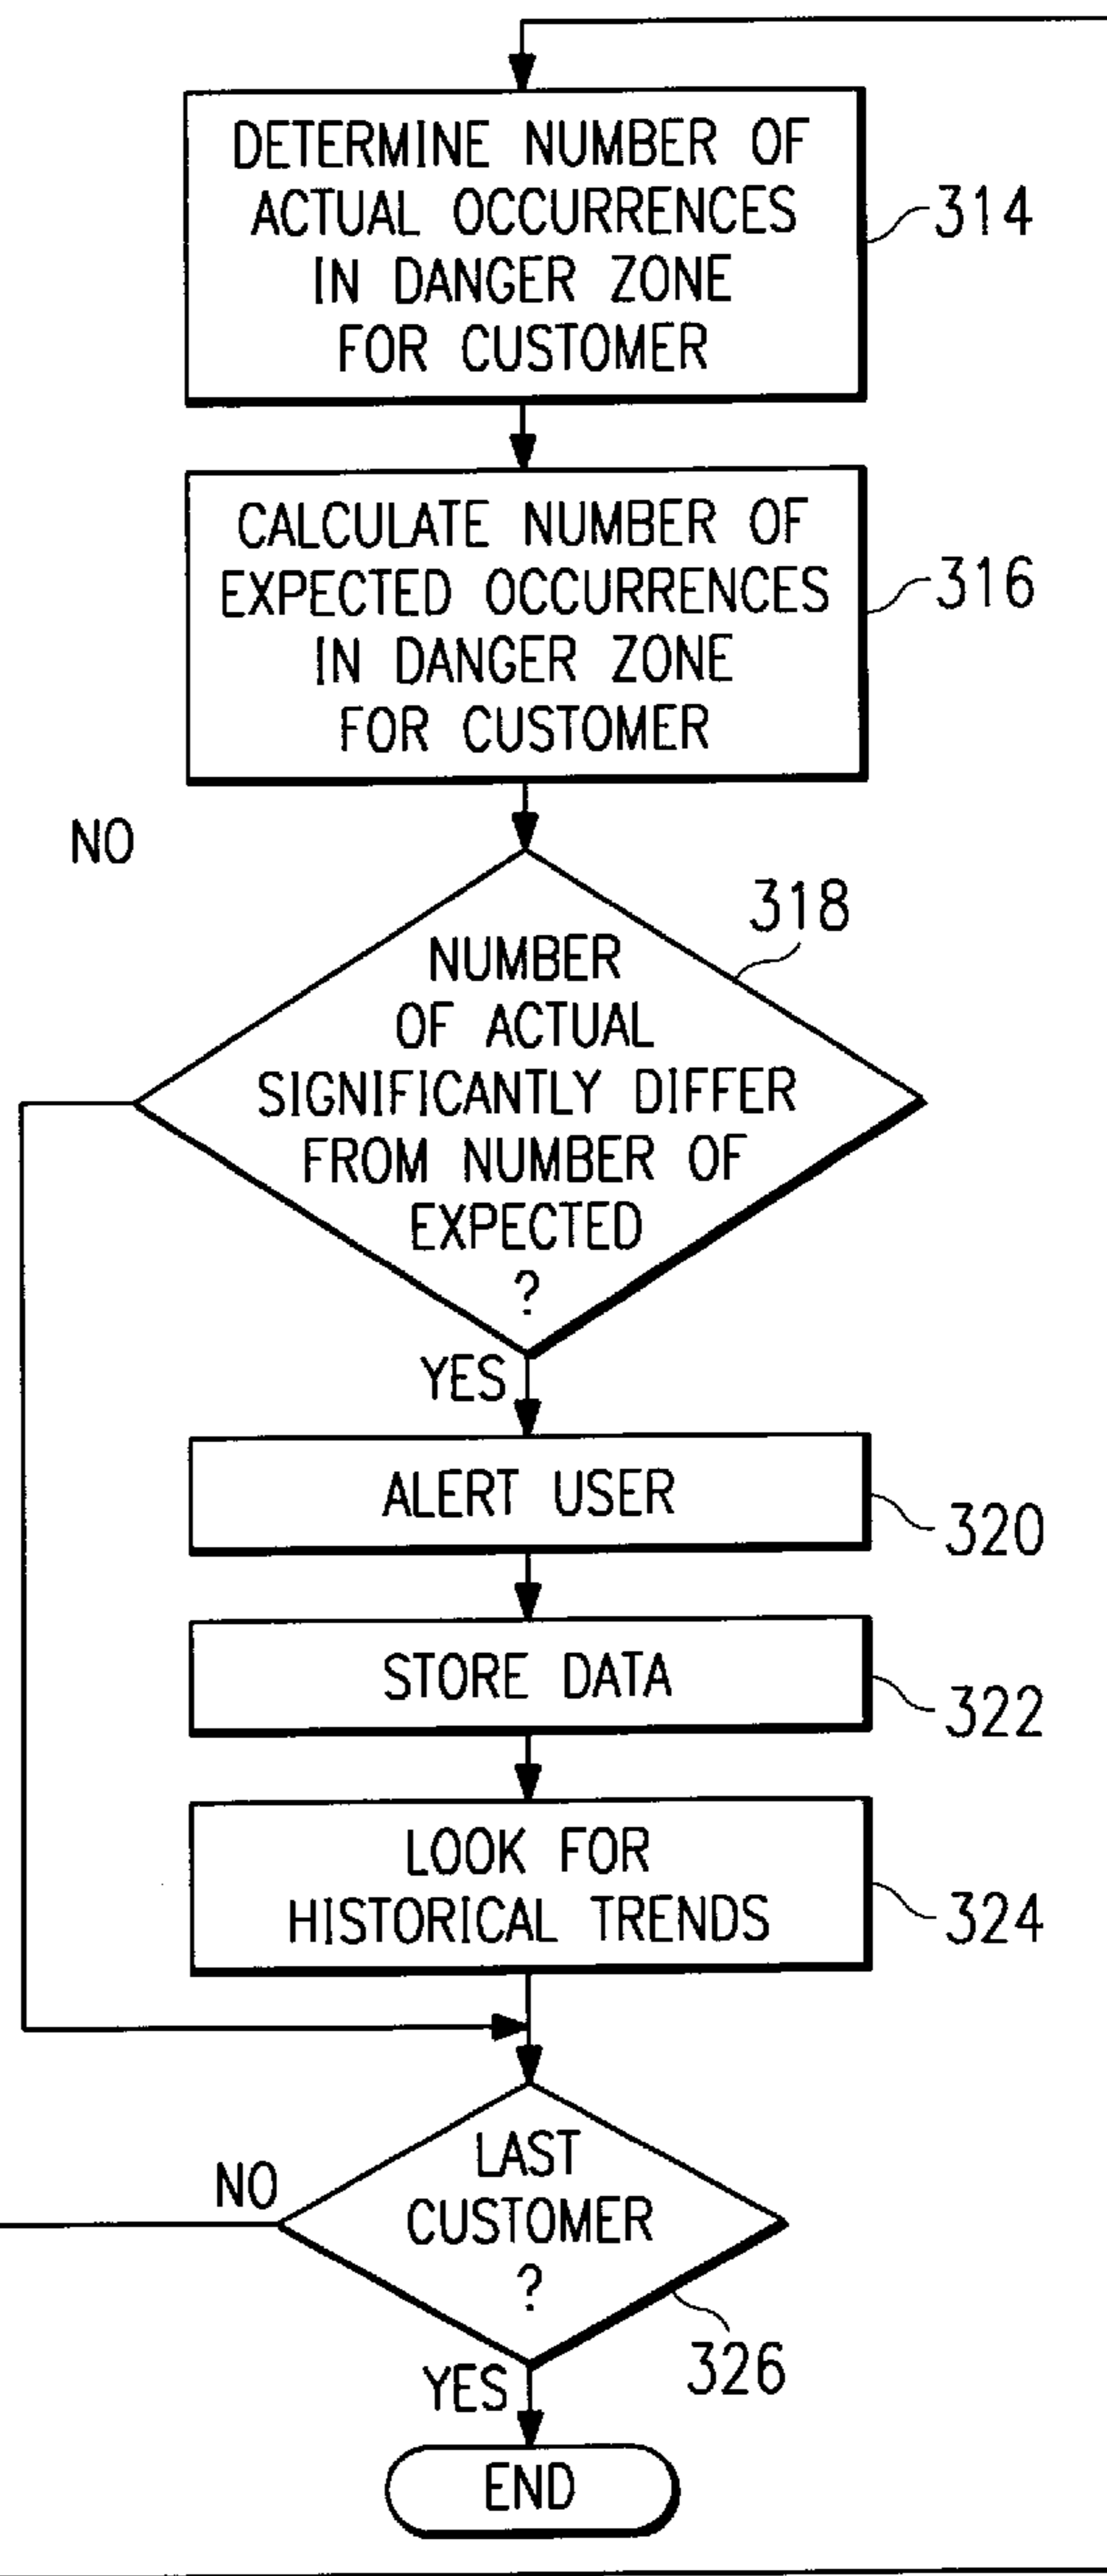 DETERMINE NUMBER OF
ACTUAL OCCURRENCES
IN DANGER ZONE
FOR CUSTOMER
314
CALCULATE NUMBER OF
EXPECTED OCCURRENCES
IN DANGER ZONE
FOR CUSTOMER
316
NO
318
NUMBER
OF ACTUAL
SIGNIFICANTLY DIFFER
FROM NUMBER OF
EXPECTED
?
YES
ALERT USER
320
STORE DATA
322
LOOK FOR
HISTORICAL TRENDS
324
NO
LAST
CUSTOMER
?
326
YES
END